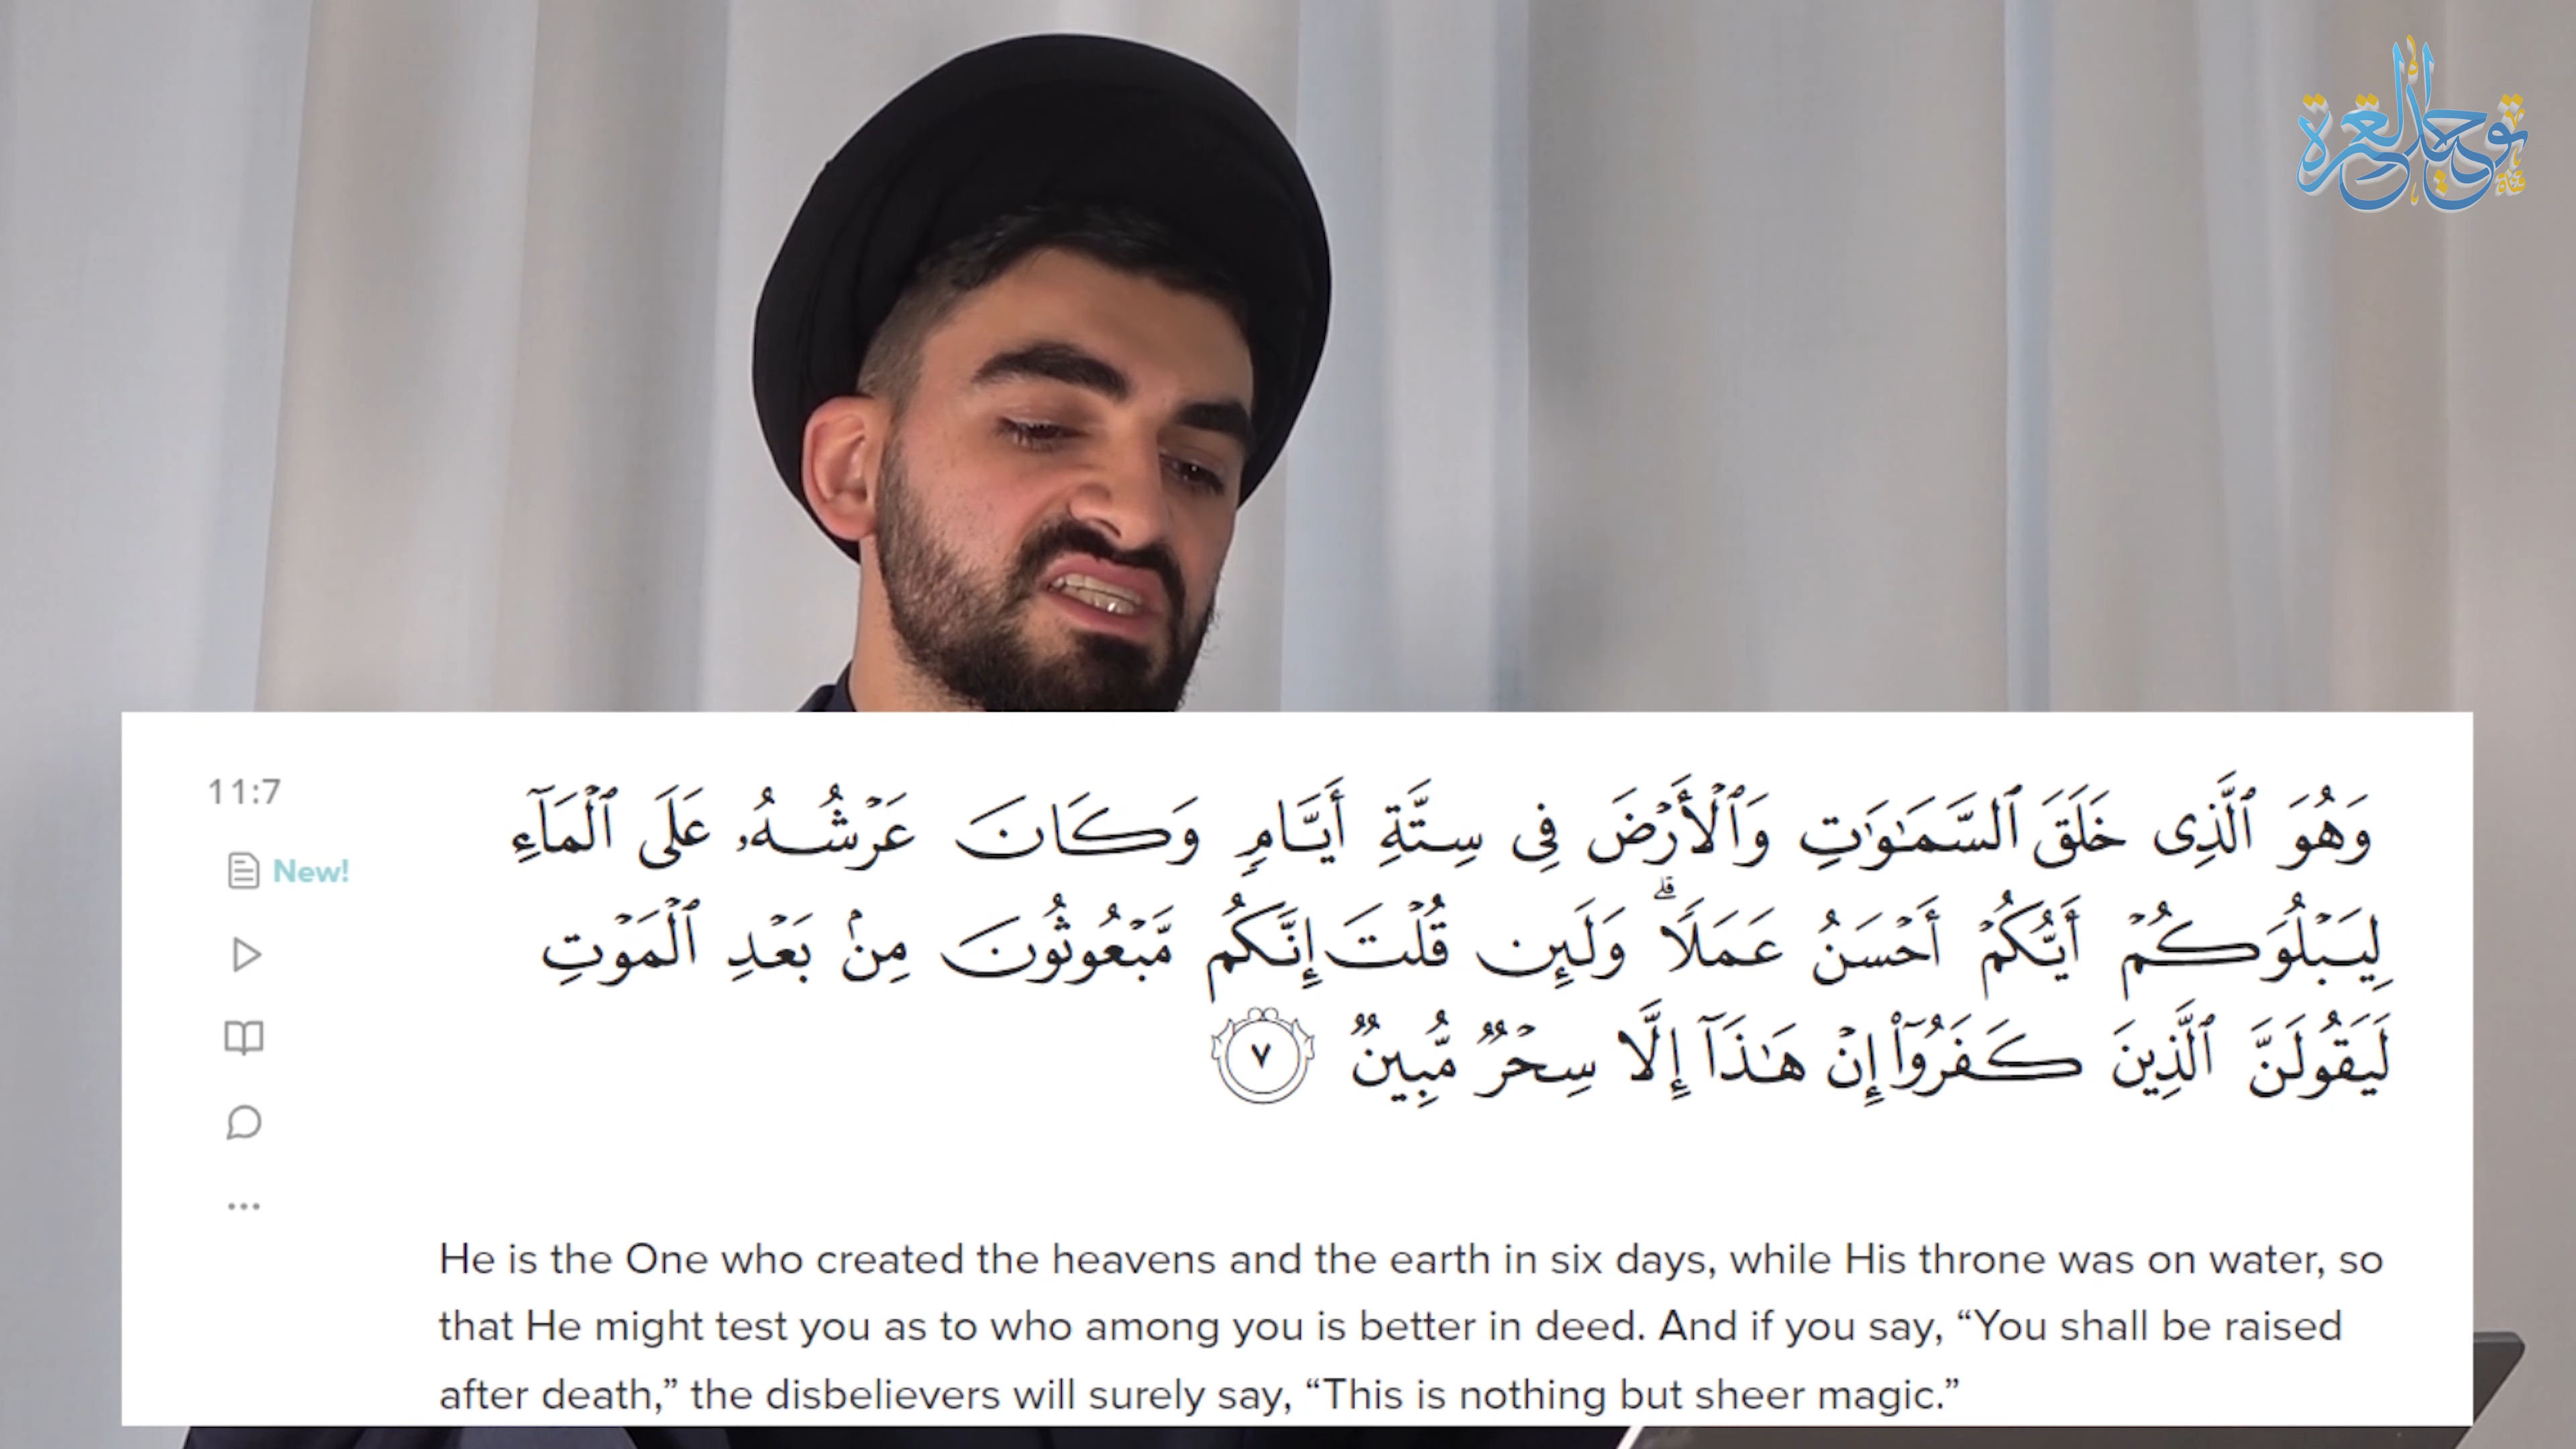 قناة توحيد العترة
11:7
New!
وَهُوَ ٱلَّذِى خَلَقَ ٱلسَّمَـٰوَٰتِ وَٱلْأَرْضَ فِى سِتَّةِ أَيَّامٍ وَكَانَ عَرْشُهُۥ عَلَى ٱلْمَآءِ
لِيَبْلُوَكُمْ أَيُّكُمْ أَحْسَنُ عَمَلًا ۗ وَلَئِن قُلْتَ إِنَّكُم مَّبْعُوثُونَ مِنۢ بَعْدِ ٱلْمَوْتِ
لَيَقُولَنَّ ٱلَّذِينَ كَفَرُوٓا۟ إِنْ هَـٰذَآ إِلَّا سِحْرٌۭ مُّبِينٌۭ ٧
He is the One who created the heavens and the earth in six days, while His throne was on water, so
that He might test you as to who among you is better in deed. And if you say, “You shall be raised
after death,” the disbelievers will surely say, “This is nothing but sheer magic.”